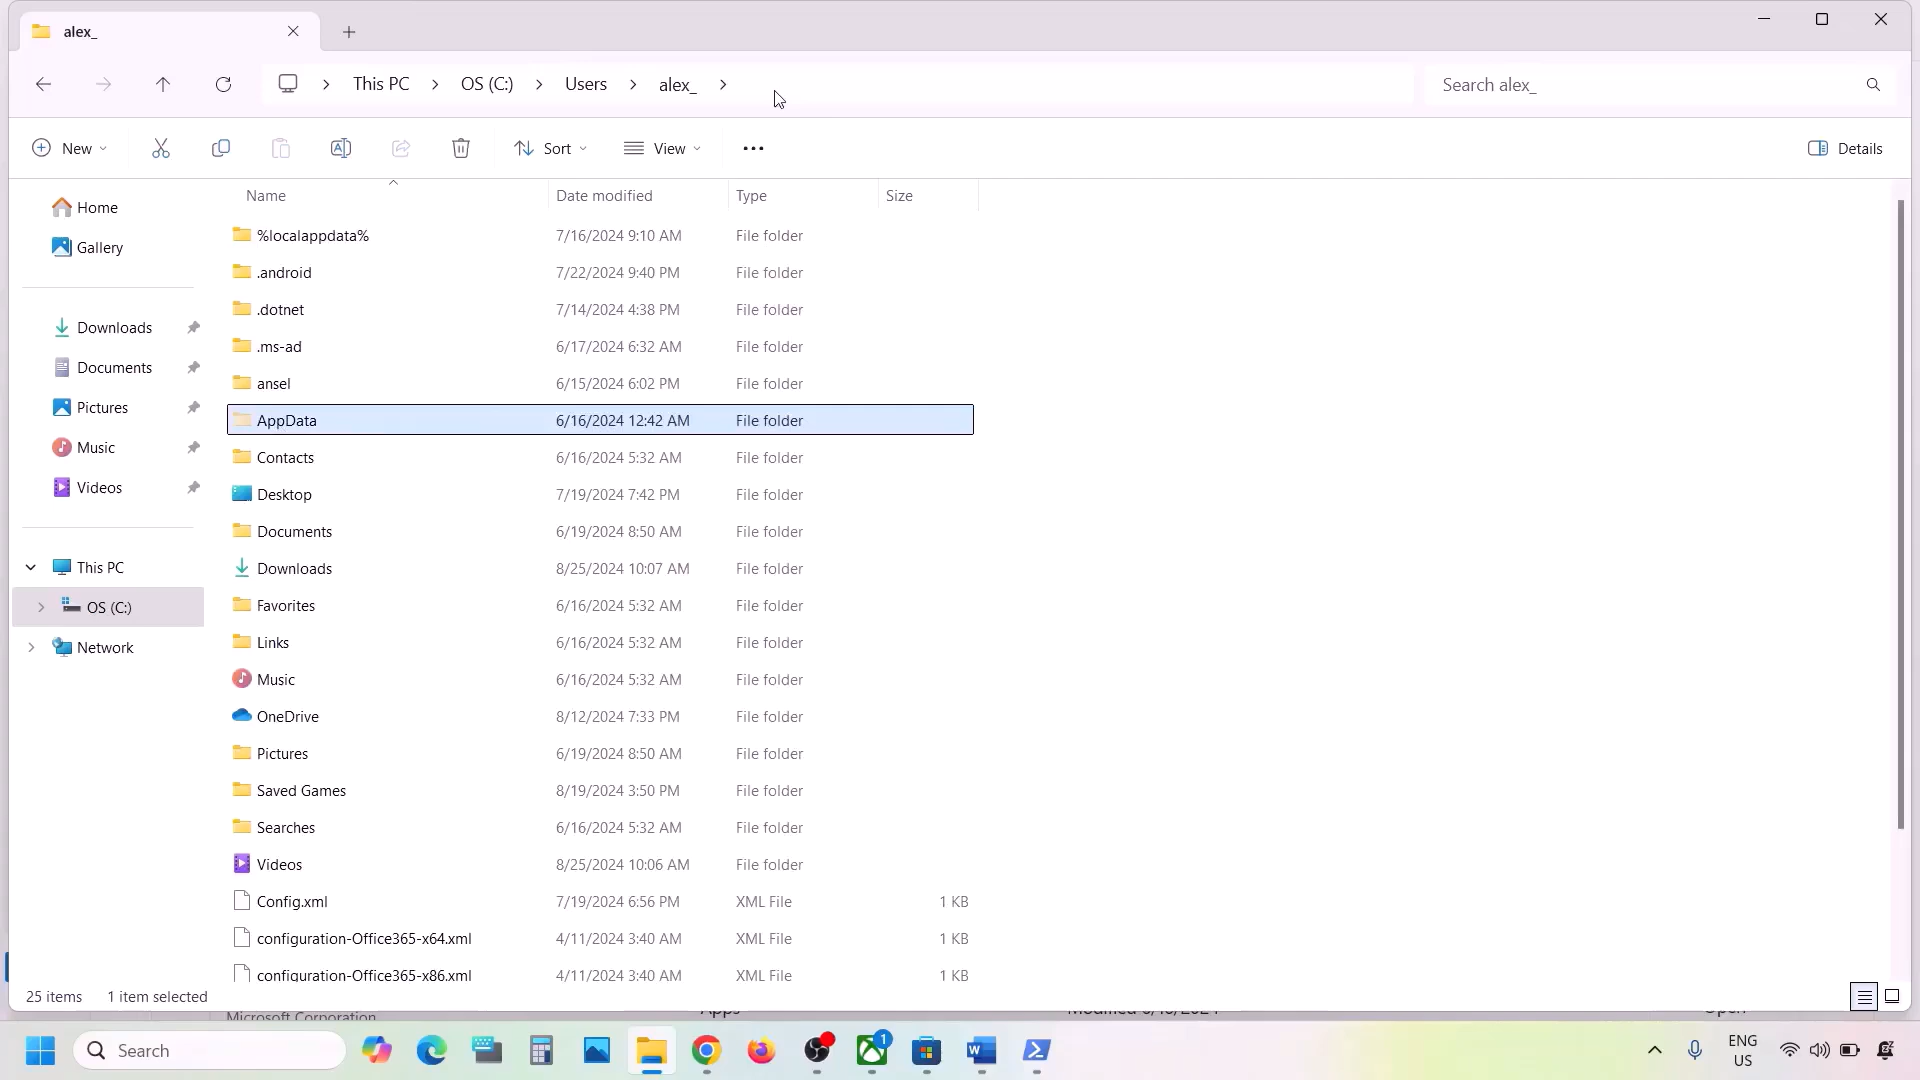 alex_
This PC
OS (C:)
Users
alex_
Search alex_
New
Sort
View
Details
Name
Date modified
Type
Size
Home
Gallery
Downloads
Documents
Pictures
Music
Videos
This PC
OS (C:)
Network
%localappdata% 7/16/2024 9:10 AM File folder
.android 7/22/2024 9:40 PM File folder
.dotnet 7/14/2024 4:38 PM File folder
.ms-ad 6/17/2024 6:32 AM File folder
ansel 6/15/2024 6:02 PM File folder
AppData 6/16/2024 12:42 AM File folder
Contacts 6/16/2024 5:32 AM File folder
Desktop 7/19/2024 7:42 PM File folder
Documents 6/19/2024 8:50 AM File folder
Downloads 8/25/2024 10:07 AM File folder
Favorites 6/16/2024 5:32 AM File folder
Links 6/16/2024 5:32 AM File folder
Music 6/16/2024 5:32 AM File folder
OneDrive 8/12/2024 7:33 PM File folder
Pictures 6/19/2024 8:50 AM File folder
Saved Games 8/19/2024 3:50 PM File folder
Searches 6/16/2024 5:32 AM File folder
Videos 8/25/2024 10:06 AM File folder
Config.xml 7/19/2024 6:56 PM XML File 1 KB
configuration-Office365-x64.xml 4/11/2024 3:40 AM XML File 1 KB
configuration-Office365-x86.xml 4/11/2024 3:40 AM XML File 1 KB
25 items 1 item selected
Microsoft Corporation
Apps
Search
1
ENG
US